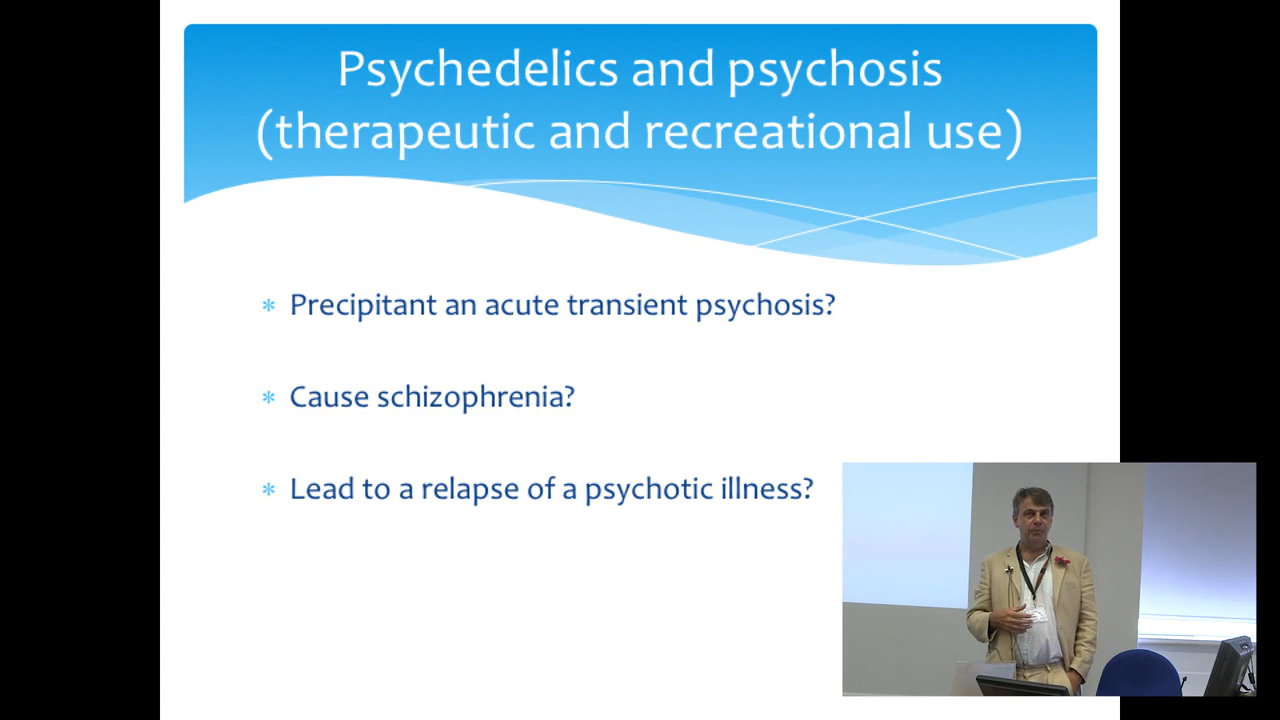 Psychedelics and psychosis
(therapeutic and recreational use)
* Precipitant an acute transient psychosis?
* Cause schizophrenia?
* Lead to a relapse of a psychotic illness?